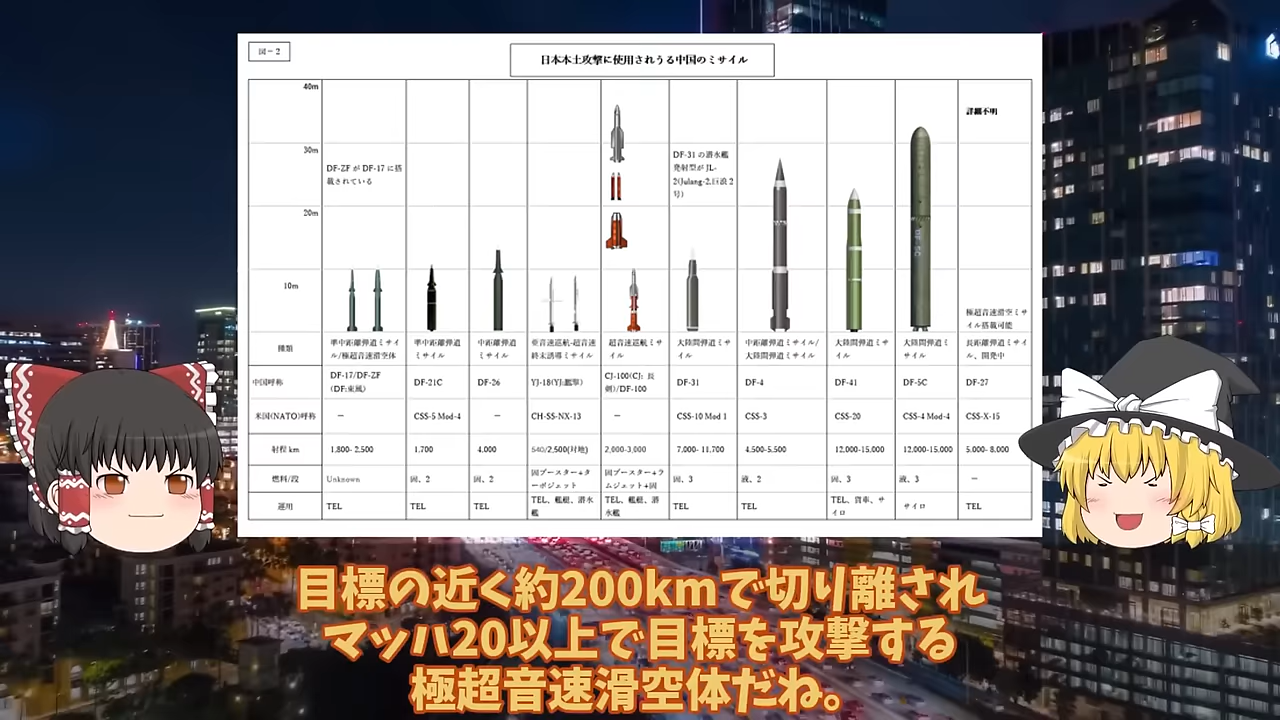 図－2
日本本土攻撃に使用されうる中国のミサイル
40m
30m
20m
10m
DF-ZF が DF-17 に搭
載されている
DF-31 の潜水艦
発射型が JL-
2(Julang-2,巨浪 2
号)
詳細不明
極超音速滑空ミサ
イル搭載可能
種類
準中距離弾道ミサイ
ル/極超音速滑空体
準中距離弾道
ミサイル
中距離弾道
ミサイル
亜音速巡航-超音速
終末誘導ミサイル
超音速巡航ミサ
イル
大陸間弾道ミサ
イル
中距離弾道ミサイル/
大陸間弾道ミサイル
大陸間弾道ミ
サイル
大陸間弾道ミ
サイル
長距離弾道ミサイ
ル、開発中
中国呼称
DF-17/DF-ZF
(DF:東風)
DF-21C
DF-26
YJ-18(YJ:鷹撃)
CJ-100(CJ: 長
剣)/DF-100
DF-31
DF-4
DF-41
DF-5C
DF-27
米国(NATO)呼称
－
CSS-5 Mod-4
－
CH-SS-NX-13
－
CSS-10 Mod 1
CSS-3
CSS-20
CSS-4 Mod-4
CSS-X-15
射程 km
1,800- 2,500
1,700
4,000
540/2,500(対地)
2,000-3,000
7,000- 11,700
4,500-5,500
12,000-15,000
12,000-15,000
5,000- 8,000
燃料/段
Unknown
固、2
固、2
固ブースター+タ
ーボジェット
固ブースター+ラ
ムジェット+固
固、3
液、2
固、3
液、3
－
運用
TEL
TEL
TEL
TEL、艦艇、潜水
艦
TEL、艦艇、潜
水艦
TEL
TEL
TEL、貨車、サ
イロ
サイロ
TEL
目標の近く約200kmで切り離され
マッハ20以上で目標を攻撃する
極超音速滑空体だね。